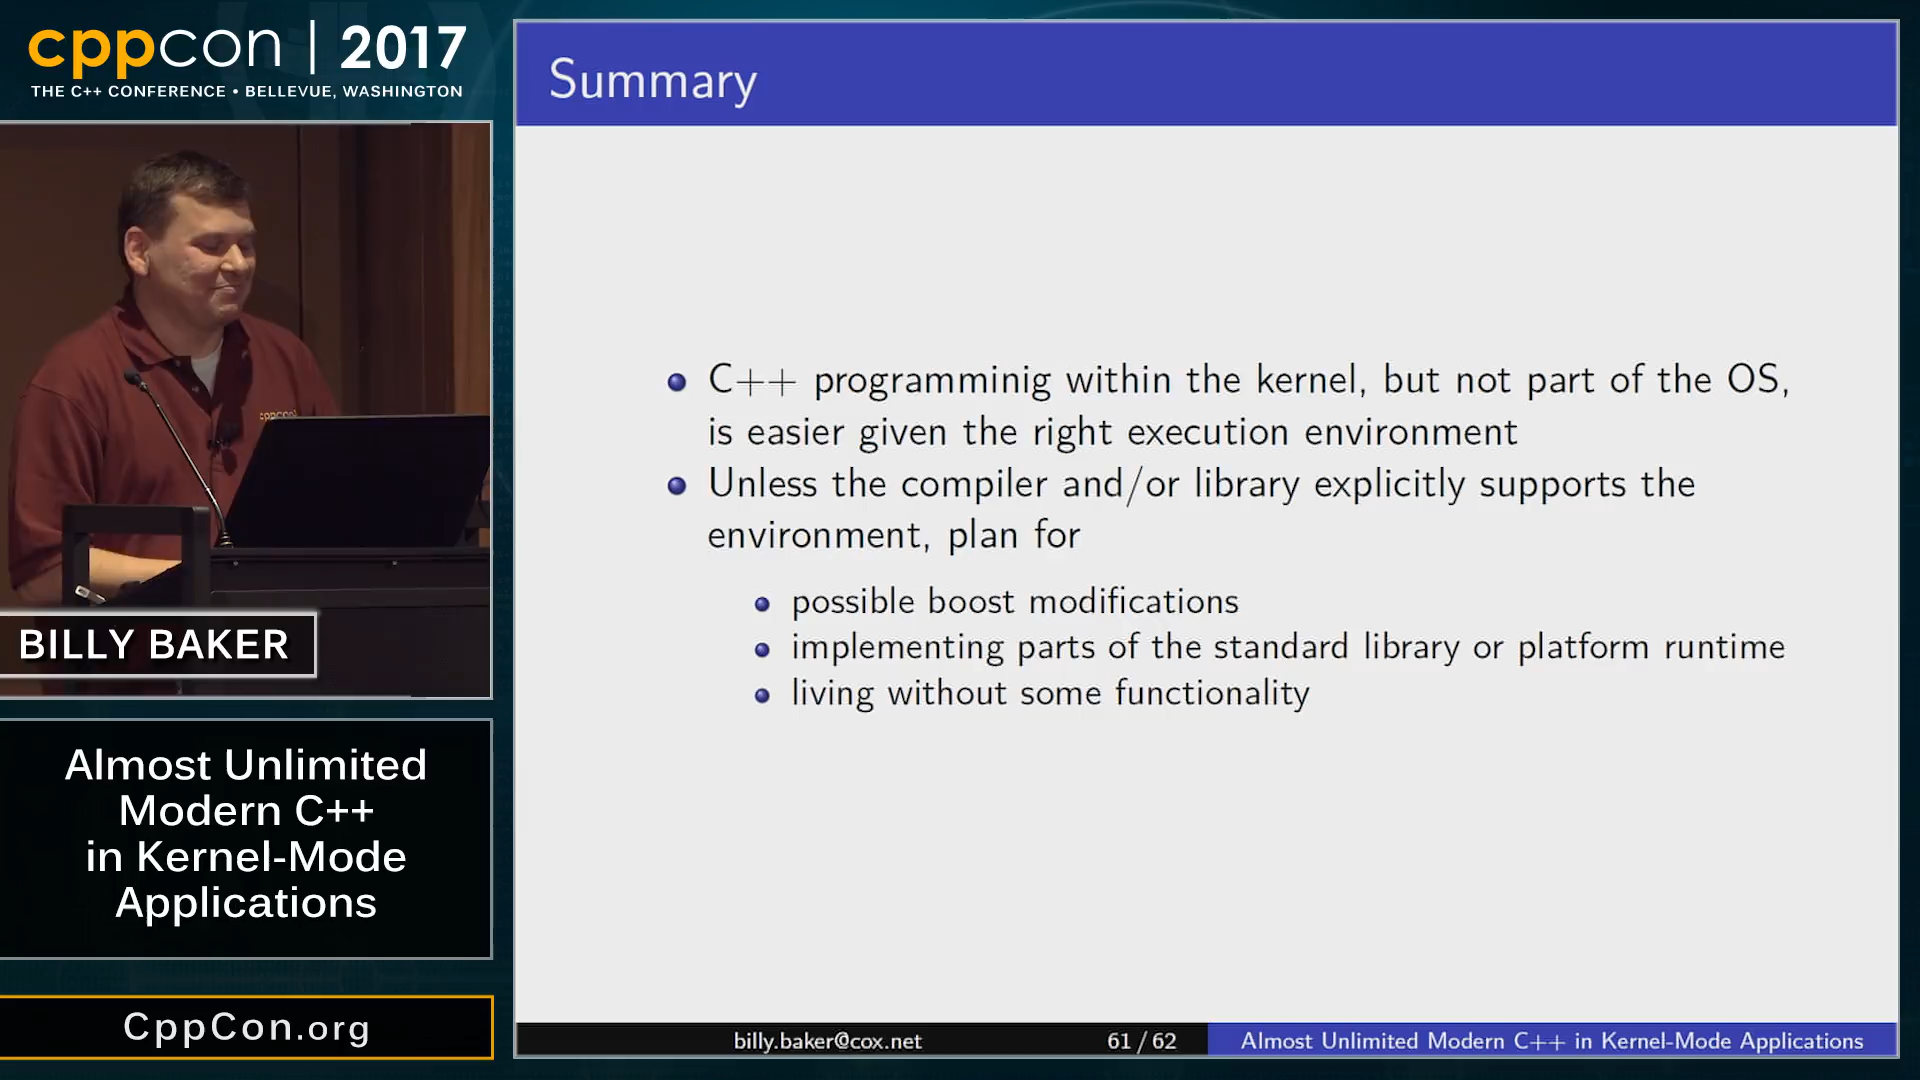 cppcon | 2017
THE C++ CONFERENCE • BELLEVUE, WASHINGTON
cppcon
BILLY BAKER
Almost Unlimited
Modern C++
in Kernel-Mode
Applications
CppCon.org
Summary
C++ programminig within the kernel, but not part of the OS,
is easier given the right execution environment
Unless the compiler and/or library explicitly supports the
environment, plan for
possible boost modifications
implementing parts of the standard library or platform runtime
living without some functionality
billy.baker@cox.net 61 / 62 Almost Unlimited Modern C++ in Kernel-Mode Applications